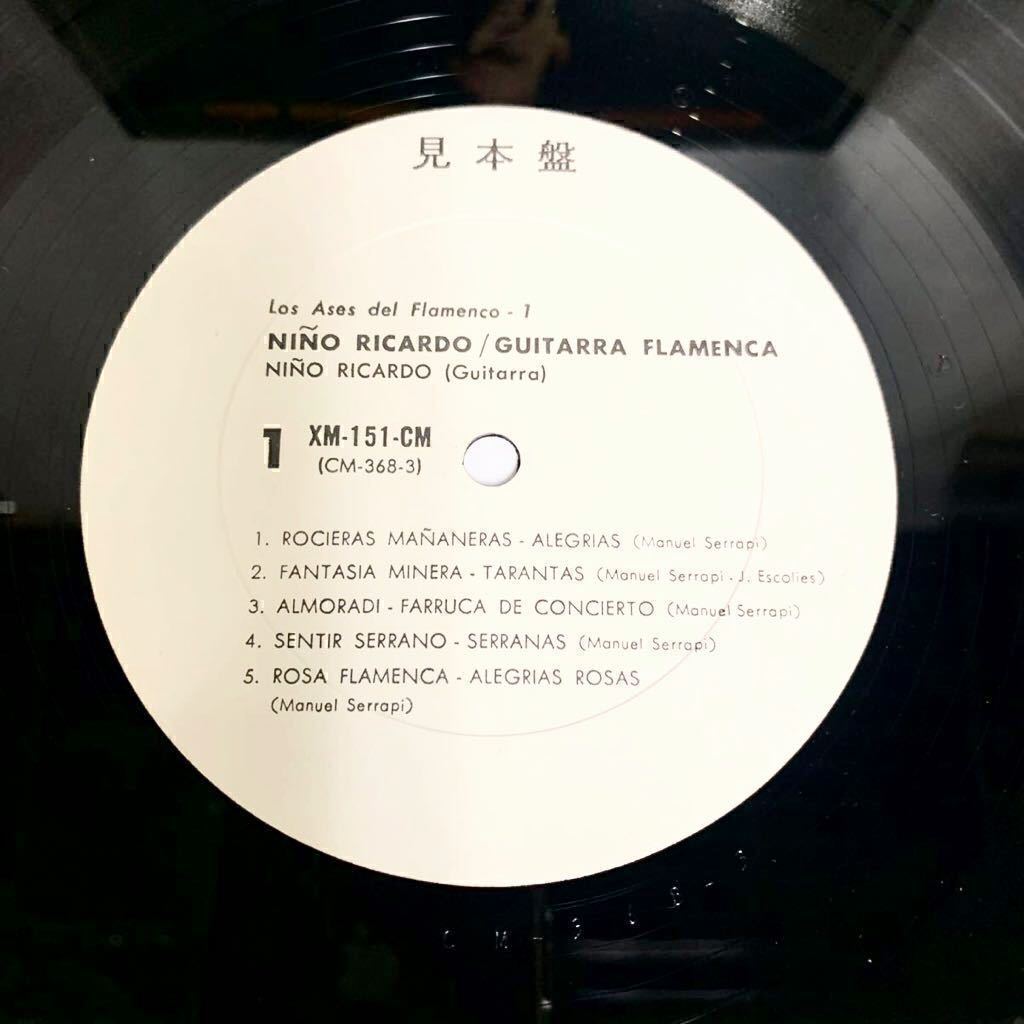 見本盤
Los Ases del Flamenco - 1
NIÑO RICARDO / GUITARRA FLAMENCA
NIÑO RICARDO (Guitarra)
1 XM-151-CM
(CM-368-3)
1. ROCIERAS MAÑANERAS - ALEGRIAS (Manuel Serrapi)
2. FANTASIA MINERA - TARANTAS (Manuel Serrapi . J. Escolies)
3. ALMORADI - FARRUCA DE CONCIERTO (Manuel Serrapi)
4. SENTIR SERRANO - SERRANAS (Manuel Serrapi)
5. ROSA FLAMENCA - ALEGRIAS ROSAS
(Manuel Serrapi)